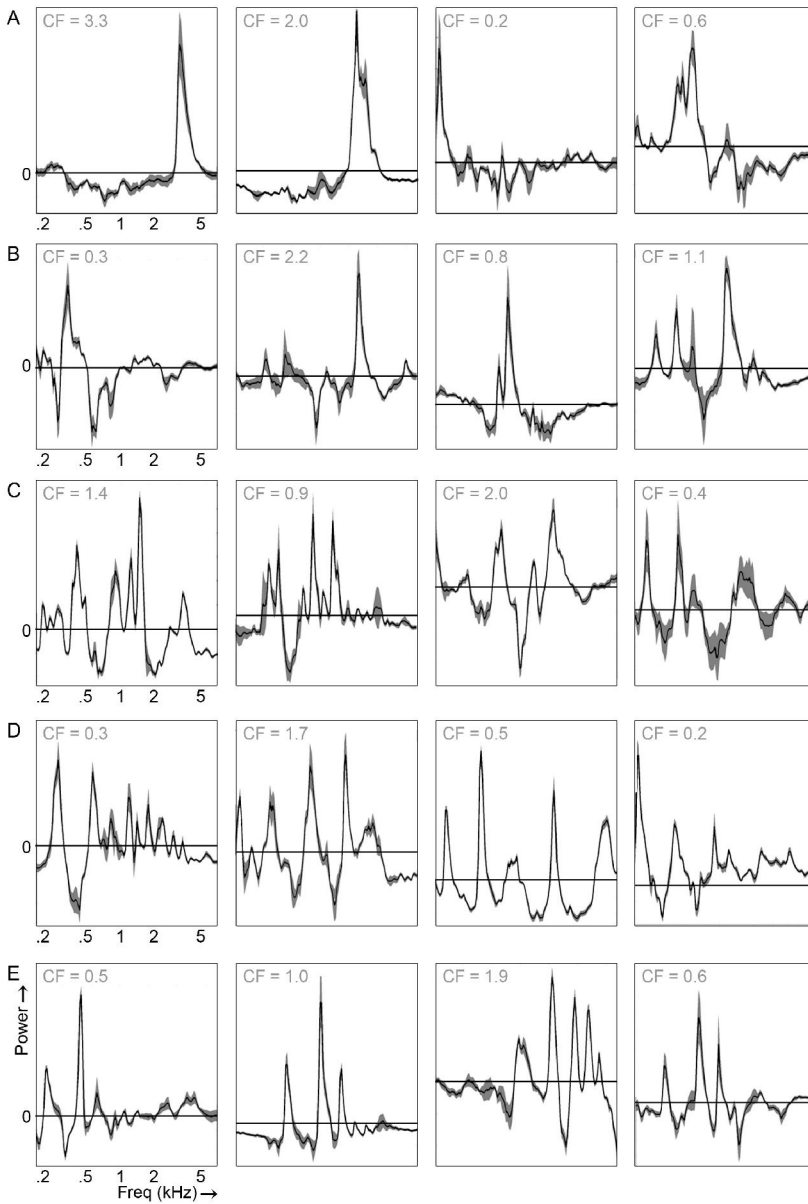 A CF = 3.3 CF = 2.0 CF = 0.2 CF = 0.6
0
.2 .5 1 2 5
B CF = 0.3 CF = 2.2 CF = 0.8 CF = 1.1
0
.2 .5 1 2 5
C CF = 1.4 CF = 0.9 CF = 2.0 CF = 0.4
0
.2 .5 1 2 5
D CF = 0.3 CF = 1.7 CF = 0.5 CF = 0.2
0
.2 .5 1 2 5
E CF = 0.5 CF = 1.0 CF = 1.9 CF = 0.6
Power →
0
.2 .5 1 2 5
Freq (kHz) →